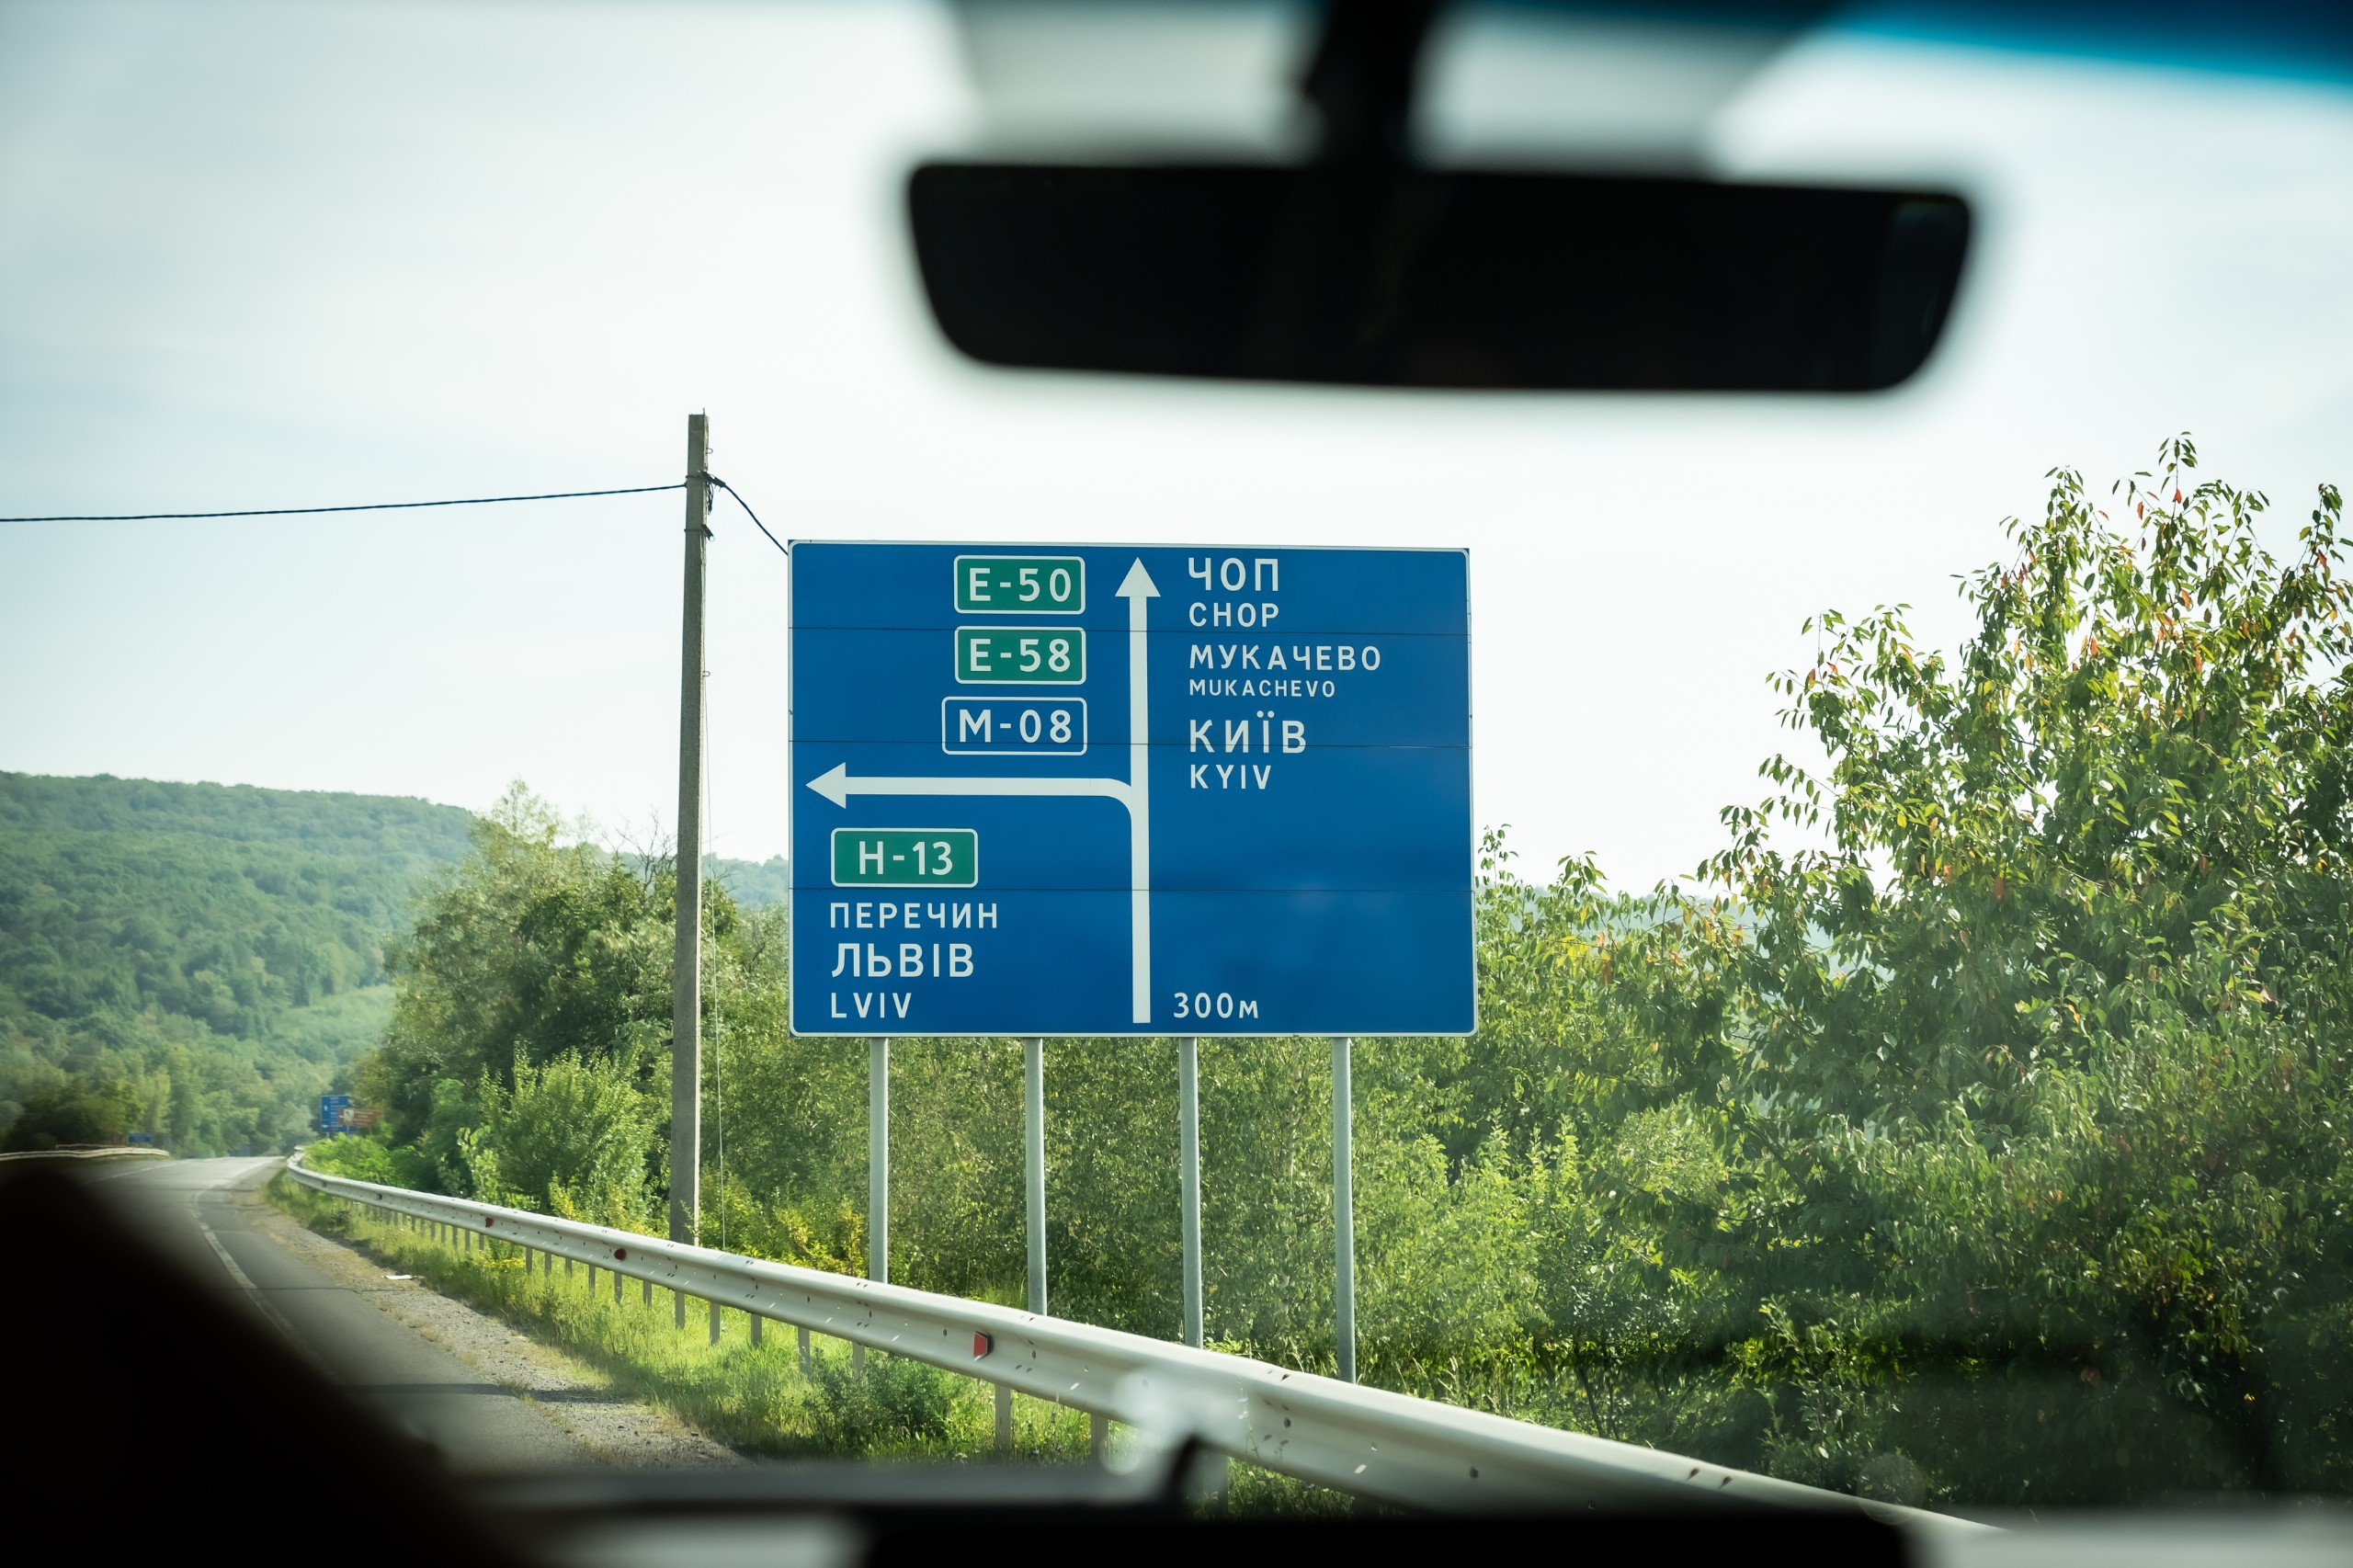 E-50
E-58
M-08
ЧОП
CHOP
МУКАЧЕВО
MUKACHEVO
КИЇВ
KYIV
H-13
ПЕРЕЧИН
ЛЬВІВ
LVIV
300м